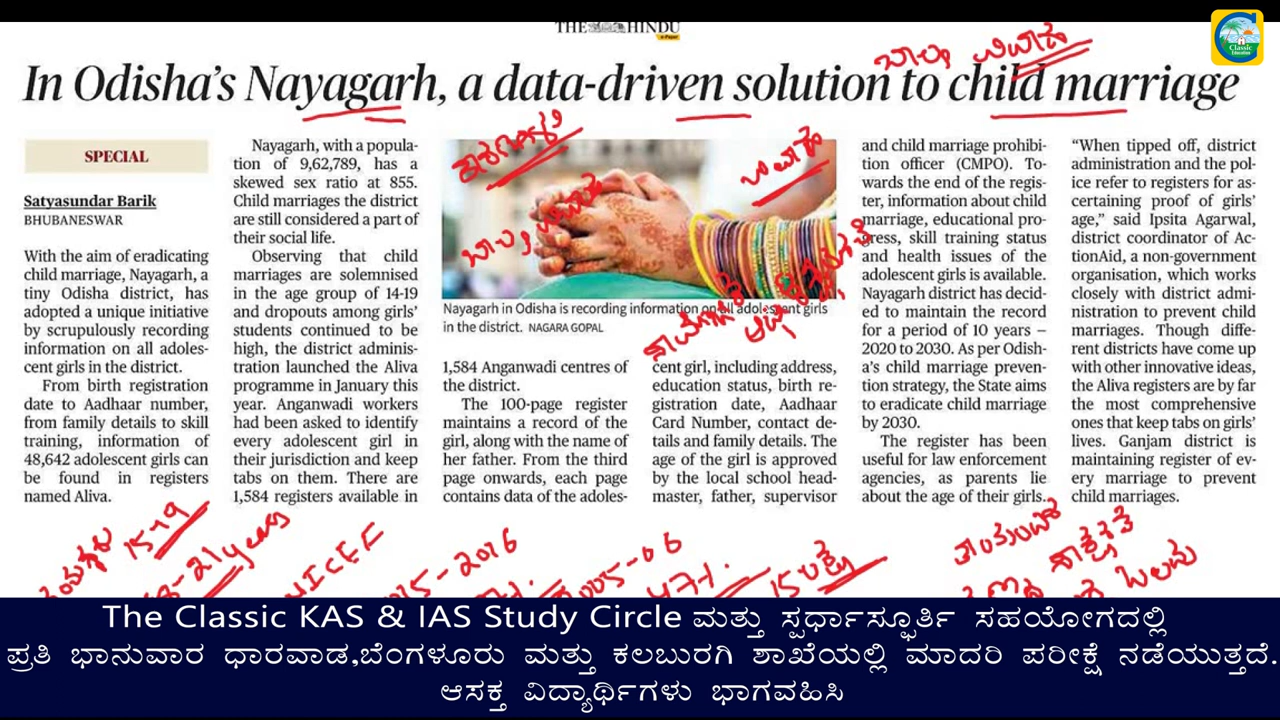 THE HINDU
e-Paper
Classic
Education
ಬಾಲ್ಯ ವಿವಾಹ
In Odisha’s Nayagarh, a data-driven solution to child marriage
SPECIAL
Satyasundar Barik
BHUBANESWAR
With the aim of eradicating
child marriage, Nayagarh, a
tiny Odisha district, has
adopted a unique initiative
by scrupulously recording
information on all adoles-
cent girls in the district.
From birth registration
date to Aadhaar number,
from family details to skill
training, information of
48,642 adolescent girls can
be found in registers
named Aliva.
Nayagarh, with a popula-
tion of 9,62,789, has a
skewed sex ratio at 855.
Child marriages the district
are still considered a part of
their social life.
Observing that child
marriages are solemnised
in the age group of 14-19
and dropouts among girls’
students continued to be
high, the district adminis-
tration launched the Aliva
programme in January this
year. Anganwadi workers
had been asked to identify
every adolescent girl in
their jurisdiction and keep
tabs on them. There are
1,584 registers available in
ವಿವಾಹ
Nayagarh in Odisha is recording information on all adolescent girls
in the district. NAGARA GOPAL
1,584 Anganwadi centres of
the district.
The 100-page register
maintains a record of the
girl, along with the name of
her father. From the third
page onwards, each page
contains data of the adoles-
cent girl, including address,
education status, birth re-
gistration date, Aadhaar
Card Number, contact de-
tails and family details. The
age of the girl is approved
by the local school head-
master, father, supervisor
and child marriage prohibi-
tion officer (CMPO). To-
wards the end of the regis-
ter, information about child
marriage, educational pro-
gress, skill training status
and health issues of the
adolescent girls is available.
Nayagarh district has decid-
ed to maintain the record
for a period of 10 years –
2020 to 2030. As per Odish-
a’s child marriage preven-
tion strategy, the State aims
to eradicate child marriage
by 2030.
The register has been
useful for law enforcement
agencies, as parents lie
about the age of their girls.
“When tipped off, district
administration and the pol-
ice refer to registers for as-
certaining proof of girls’
age,” said Ipsita Agarwal,
district coordinator of Ac-
tionAid, a non-government
organisation, which works
closely with district admi-
nistration to prevent child
marriages. Though diffe-
rent districts have come up
with other innovative ideas,
the Aliva registers are by far
the most comprehensive
ones that keep tabs on girls’
lives. Ganjam district is
maintaining register of ev-
ery marriage to prevent
child marriages.
15-19
21 years
2005-06
47%
15 ಲಕ್ಷ
The Classic KAS & IAS Study Circle ಮತ್ತು ಸ್ಪರ್ಧಾಸ್ಫೂರ್ತಿ ಸಹಯೋಗದಲ್ಲಿ
ಪ್ರತಿ ಭಾನುವಾರ ಧಾರವಾಡ,ಬೆಂಗಳೂರು ಮತ್ತು ಕಲಬುರಗಿ ಶಾಖೆಯಲ್ಲಿ ಮಾದರಿ ಪರೀಕ್ಷೆ ನಡೆಯುತ್ತದೆ.
ಆಸಕ್ತ ವಿದ್ಯಾರ್ಥಿಗಳು ಭಾಗವಹಿಸಿ